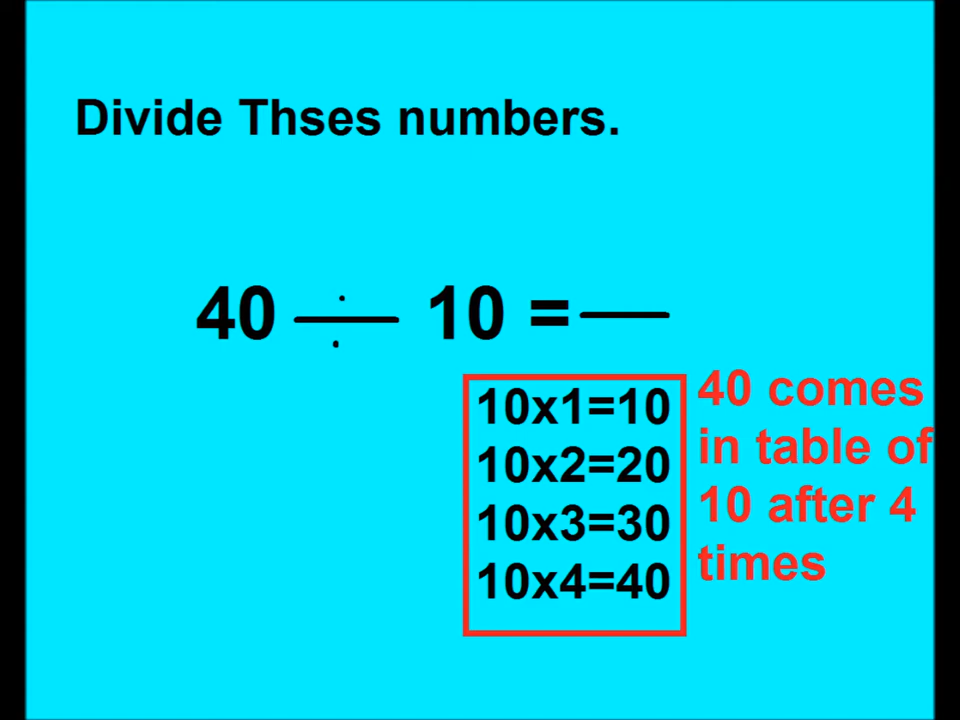 Divide Thses numbers.
40 ÷ 10 = __
10x1=10
10x2=20
10x3=30
10x4=40
40 comes
in table of
10 after 4
times